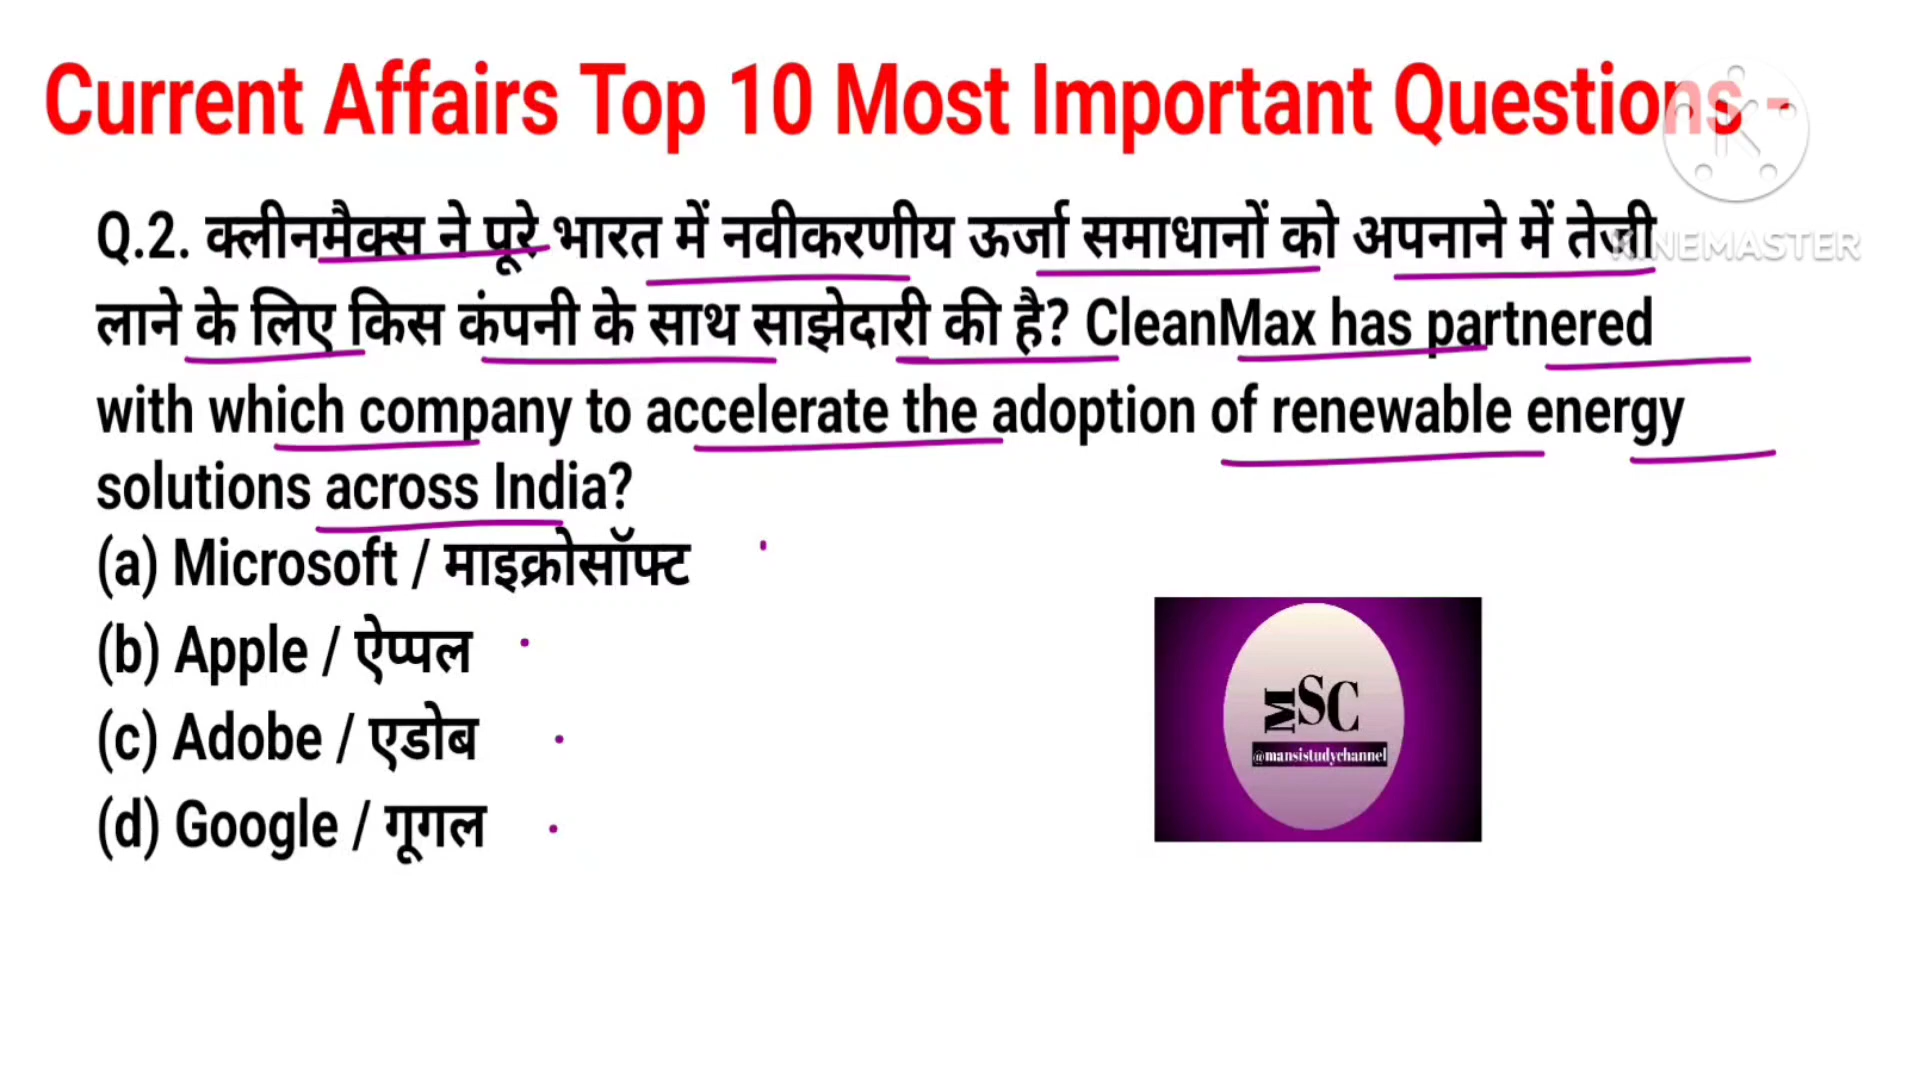 Current Affairs Top 10 Most Important Questions -
Q.2. क्लीनमैक्स ने पूरे भारत में नवीकरणीय ऊर्जा समाधानों को अपनाने में तेजी
KINEMASTER
लाने के लिए किस कंपनी के साथ साझेदारी की है? CleanMax has partnered
with which company to accelerate the adoption of renewable energy
solutions across India?
(a) Microsoft / माइक्रोसॉफ्ट
(b) Apple / ऐप्पल
(c) Adobe / एडोब
(d) Google / गूगल
MSC
@mansistudychannel